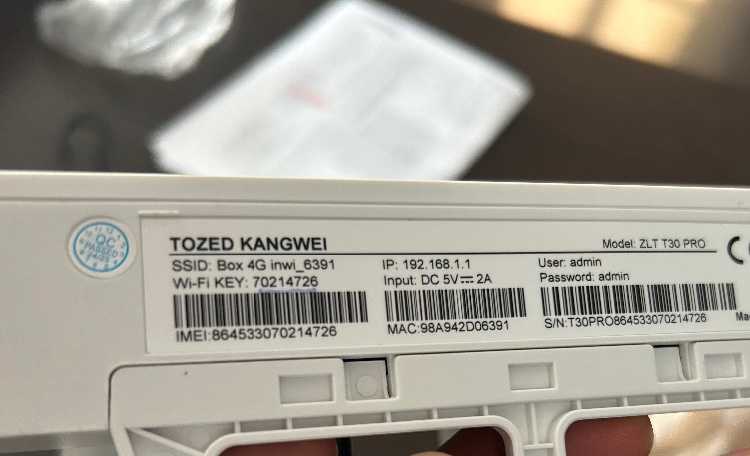 TOZED KANGWEI
Model: ZLT T30 PRO
SSID: Box 4G inwi_6391
IP: 192.168.1.1
User: admin
Wi-Fi KEY: 70214726
Input: DC 5V⎓2A
Password: admin
IMEI:864533070214726
MAC:98A942D06391
S/N:T30PRO864533070214726
QC
PASSED